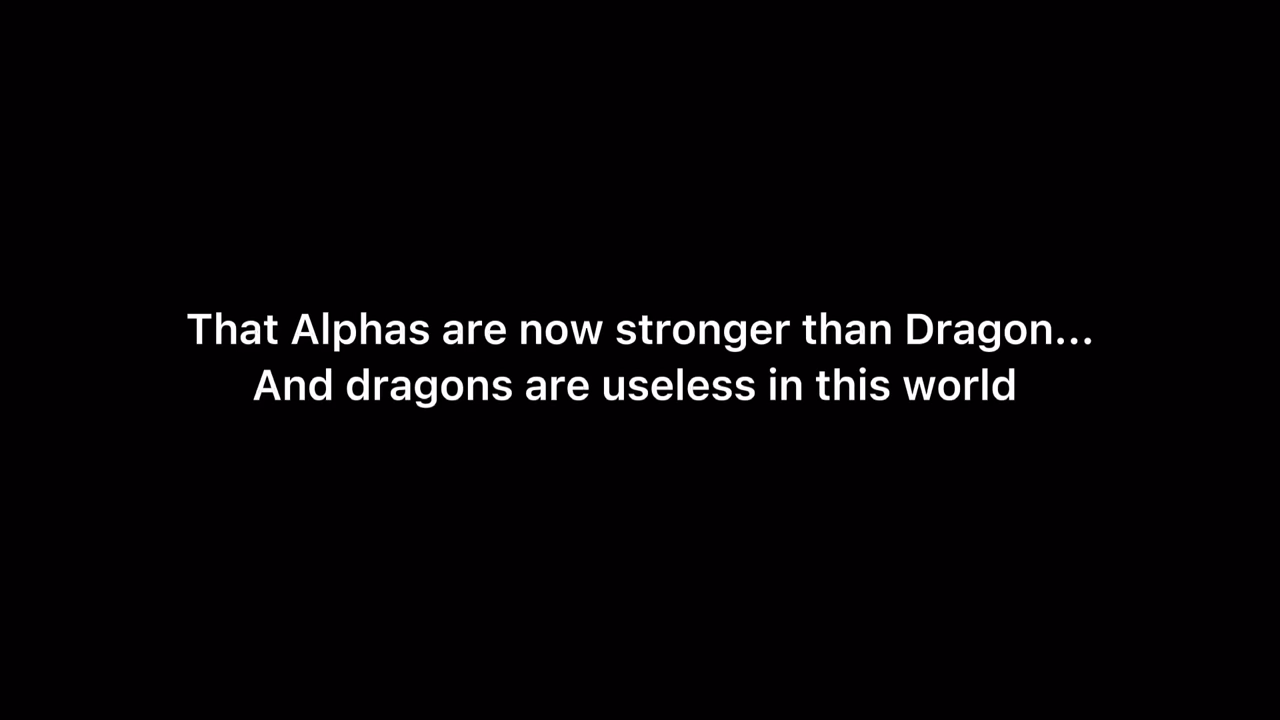 That Alphas are now stronger than Dragon...
And dragons are useless in this world